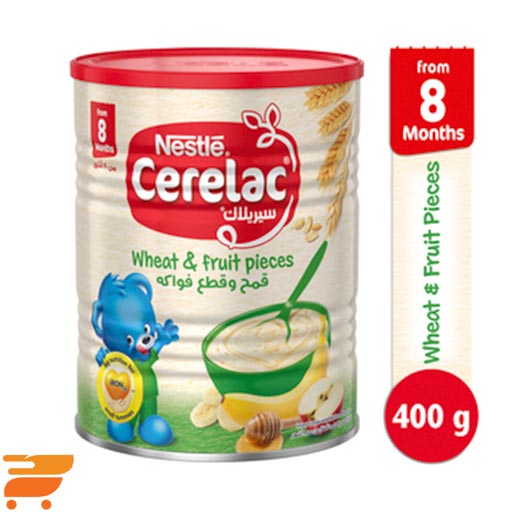 from
8
Months
Nestlé
Cerelac
سيريلاك
Wheat & fruit pieces
قمح وقطع فواكه
from
8
Months
Wheat & Fruit Pieces
400 g